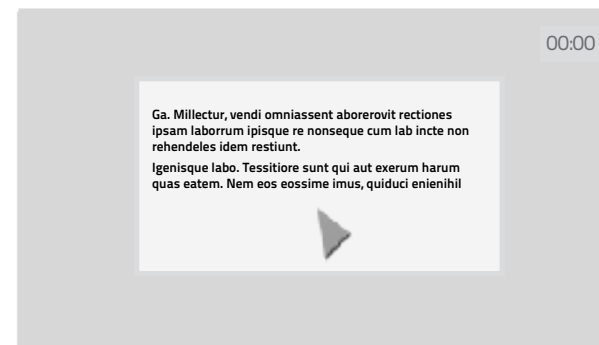 00:00
Ga. Millectur, vendi omniassent aborerovit rectiones
ipsam laborrum ipisque re nonseque cum lab incte non
rehendeles idem restiunt.
Igenisque labo. Tessitiore sunt qui aut exerum harum
quas eatem. Nem eos eossime imus, quiduci enienihil